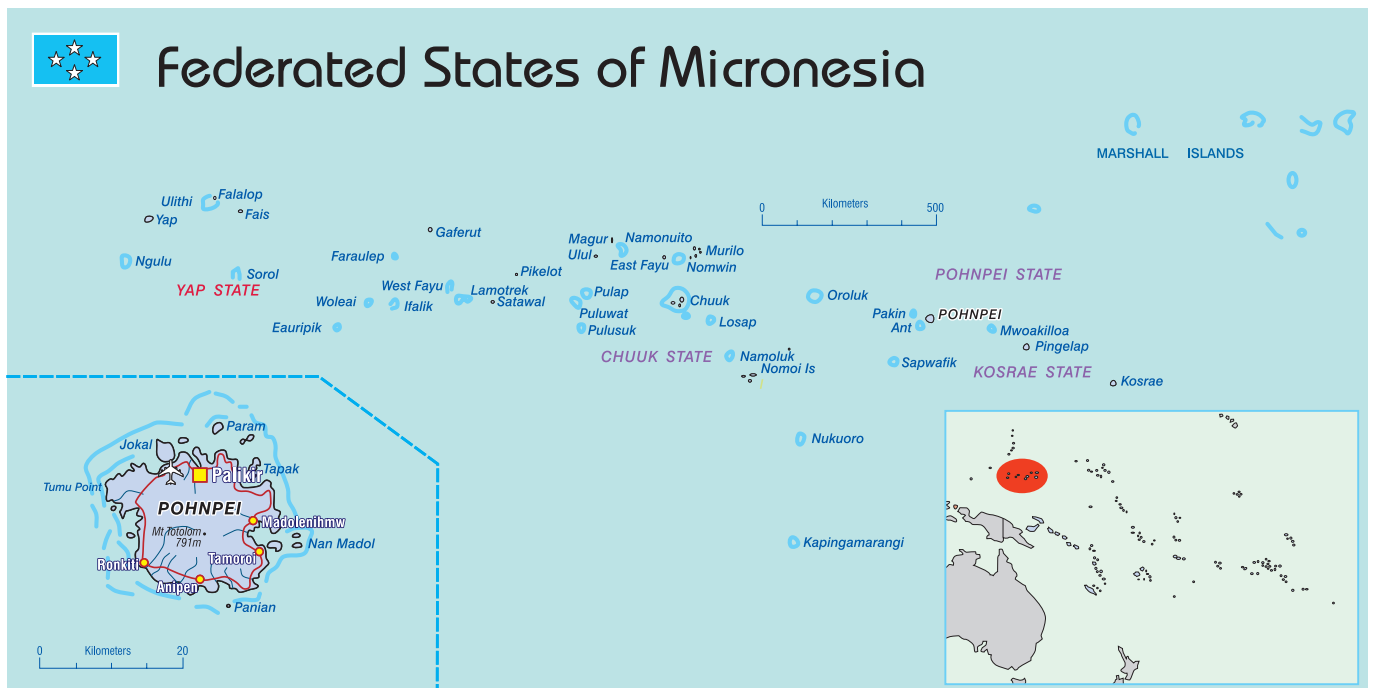 Federated States of Micronesia
MARSHALL ISLANDS
Ulithi
Falalop
Yap
Fais
Ngulu
Sorol
YAP STATE
Gaferut
Faraulep
West Fayu
Woleai
Ifalik
Lamotrek
Satawal
Pikelot
Eauripik
Magur
Ulul
Namonuito
East Fayu
Murilo
Nomwin
Pulap
Puluwat
Pulusuk
Chuuk
Losap
CHUUK STATE
Namoluk
Nomoi Is
0 Kilometers 500
POHNPEI STATE
Oroluk
Pakin
Ant
POHNPEI
Mwoakilloa
Pingelap
Sapwafik
KOSRAE STATE
Kosrae
Nukuoro
Kapingamarangi
Param
Jokal
Tapak
Palikir
Tumu Point
POHNPEI
Madolenihmw
Mt Totolom
791m
Nan Madol
Tamoroi
Ronkiti
Anipen
Panian
0 Kilometers 20